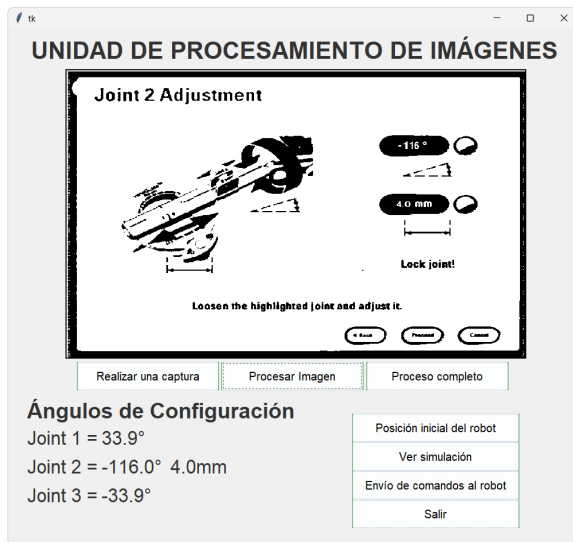 tk
UNIDAD DE PROCESAMIENTO DE IMÁGENES
Joint 2 Adjustment
-116 °
4.0 mm
Lock joint!
Loosen the highlighted joint and adjust it.
◄ Back Proceed Cancel
Realizar una captura Procesar Imagen Proceso completo
Ángulos de Configuración
Joint 1 = 33.9°
Joint 2 = -116.0° 4.0mm
Joint 3 = -33.9°
Posición inicial del robot
Ver simulación
Envío de comandos al robot
Salir